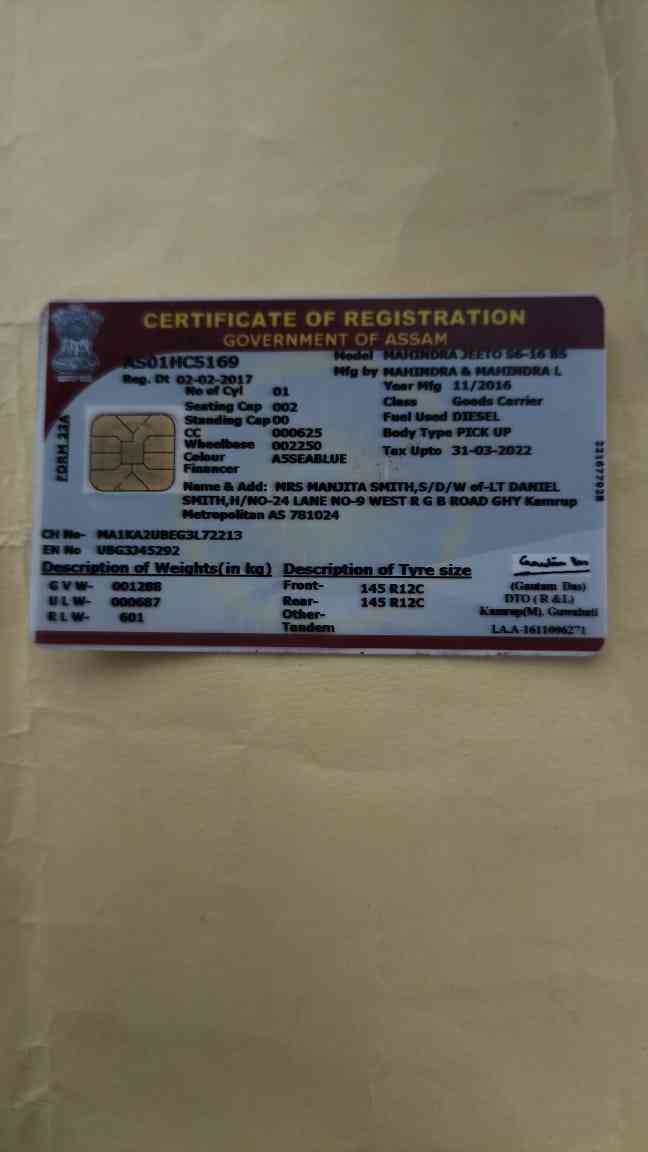 CERTIFICATE OF REGISTRATION
GOVERNMENT OF ASSAM
AS01HC5169
Reg. Dt 02-02-2017
Model MAHINDRA JEETO S6-16 BS
Mfg by MAHINDRA & MAHINDRA L
No of Cyl 01
Year Mfg 11/2016
Seating Cap 002
Class Goods Carrier
Standing Cap 00
Fuel Used DIESEL
CC 000625
Body Type PICK UP
Wheelbase 002250
Tax Upto 31-03-2022
Colour A5SEABLUE
Financer
FORM 23A
Name & Add: MRS MANJITA SMITH,S/D/W of-LT DANIEL
SMITH,H/NO-24 LANE NO-9 WEST R G B ROAD GHY Kamrup
Metropolitan AS 781024
CH No- MA1KA2UBEG3L72213
EN No UBG3J45292
Description of Weights(in kg) Description of Tyre size
G V W- 001288 Front- 145 R12C
U L W- 000687 Rear- 145 R12C
R L W- 601 Other-
Tandem
(Gautam Das)
DTO ( R &L)
Kamrup(M). Guwahati
LA.A-1611006271